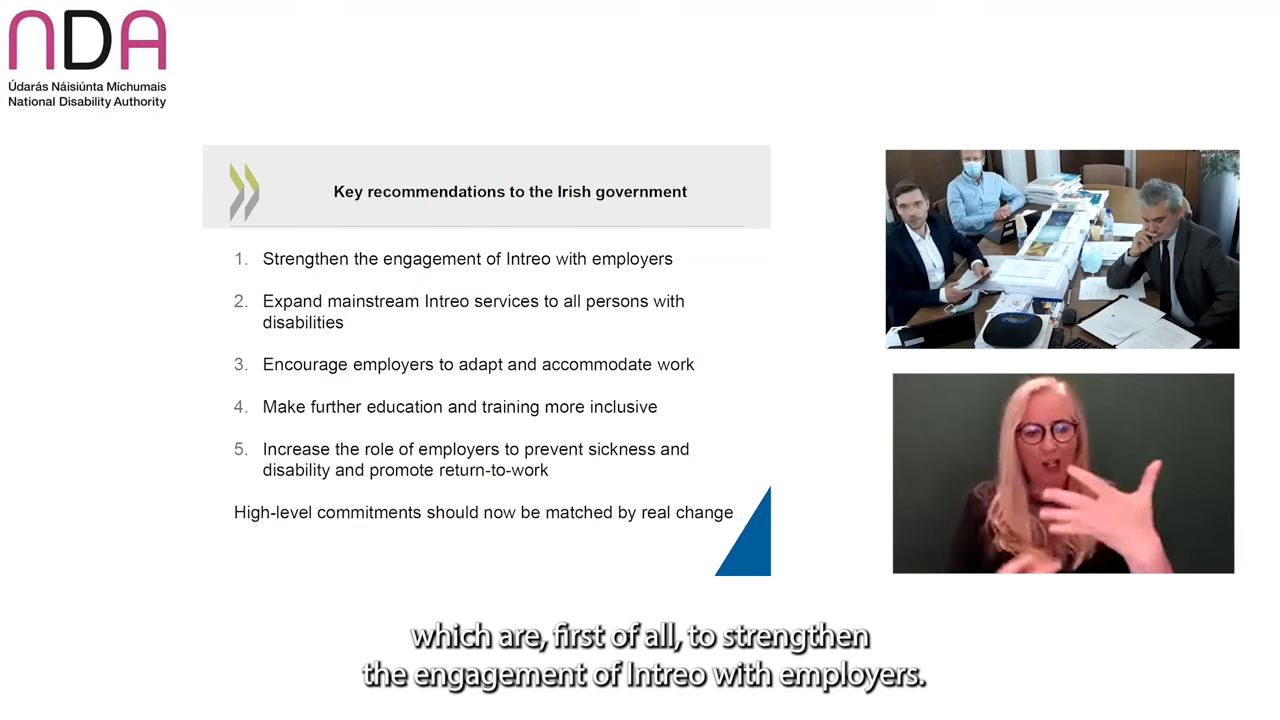 NDA
Údarás Náisiúnta Míchumais
National Disability Authority
Key recommendations to the Irish government
1. Strengthen the engagement of Intreo with employers
2. Expand mainstream Intreo services to all persons with
disabilities
3. Encourage employers to adapt and accommodate work
4. Make further education and training more inclusive
5. Increase the role of employers to prevent sickness and
disability and promote return-to-work
High-level commitments should now be matched by real change
which are, first of all, to strengthen
the engagement of Intreo with employers.